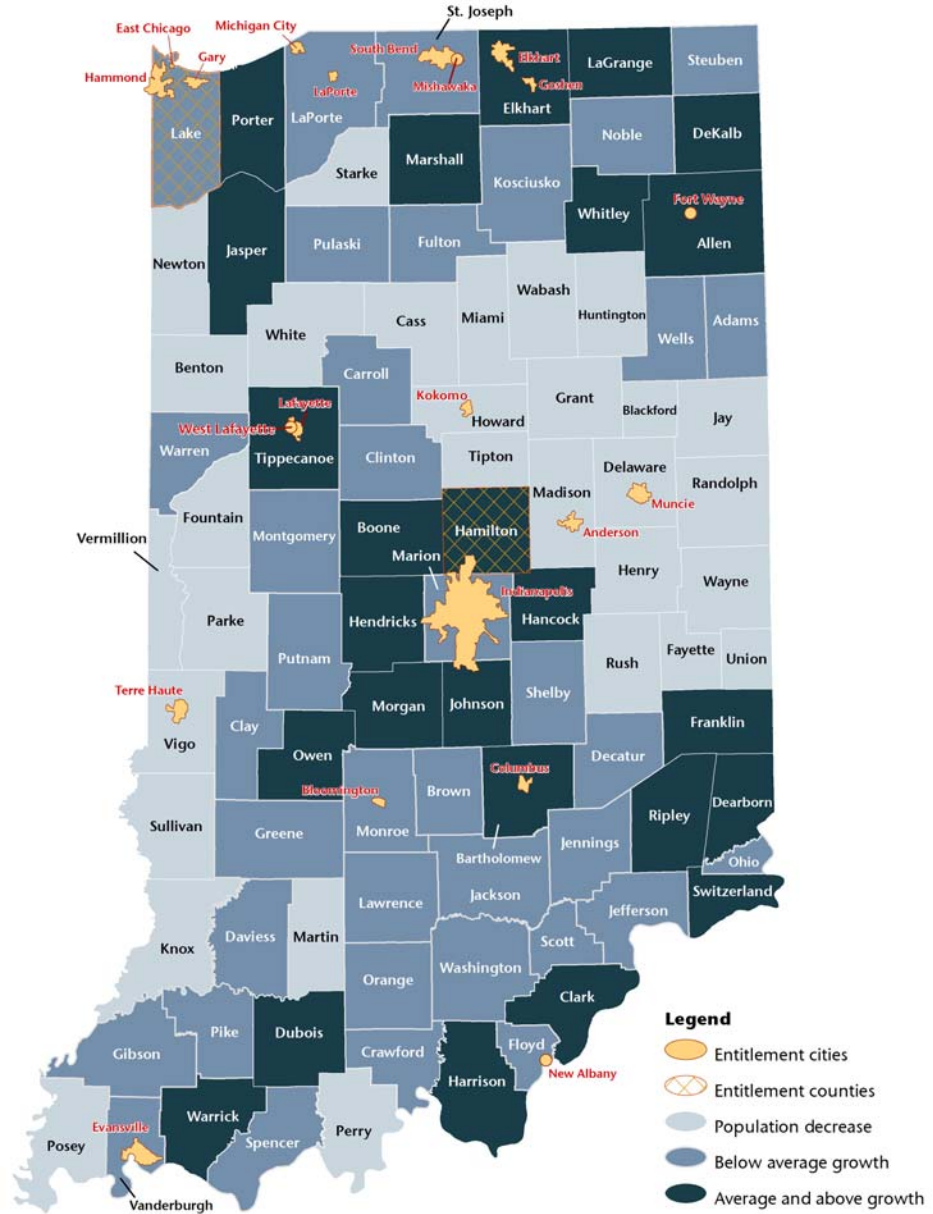 St. Joseph
East Chicago
Michigan City
Gary
South Bend
Elkhart
Hammond
Mishawaka
Goshen
LaPorte
LaGrange
Steuben
Lake
Porter
LaPorte
Elkhart
Noble
DeKalb
Starke
Marshall
Kosciusko
Whitley
Fort Wayne
Allen
Newton
Jasper
Pulaski
Fulton
White
Cass
Miami
Wabash
Huntington
Wells
Adams
Benton
Carroll
Kokomo
Howard
Grant
Blackford
Jay
Lafayette
West Lafayette
Tippecanoe
Warren
Clinton
Tipton
Madison
Delaware
Muncie
Randolph
Fountain
Vermillion
Montgomery
Boone
Hamilton
Anderson
Marion
Henry
Wayne
Parke
Hendricks
Indianapolis
Hancock
Putnam
Rush
Fayette
Union
Terre Haute
Vigo
Clay
Morgan
Johnson
Shelby
Franklin
Owen
Columbus
Decatur
Bloomington
Brown
Sullivan
Greene
Monroe
Ripley
Dearborn
Bartholomew
Jennings
Ohio
Jackson
Lawrence
Switzerland
Jefferson
Knox
Daviess
Martin
Scott
Washington
Orange
Clark
Pike
Dubois
Gibson
Crawford
Floyd
New Albany
Harrison
Evansville
Warrick
Posey
Spencer
Perry
Vanderburgh
Legend
Entitlement cities
Entitlement counties
Population decrease
Below average growth
Average and above growth